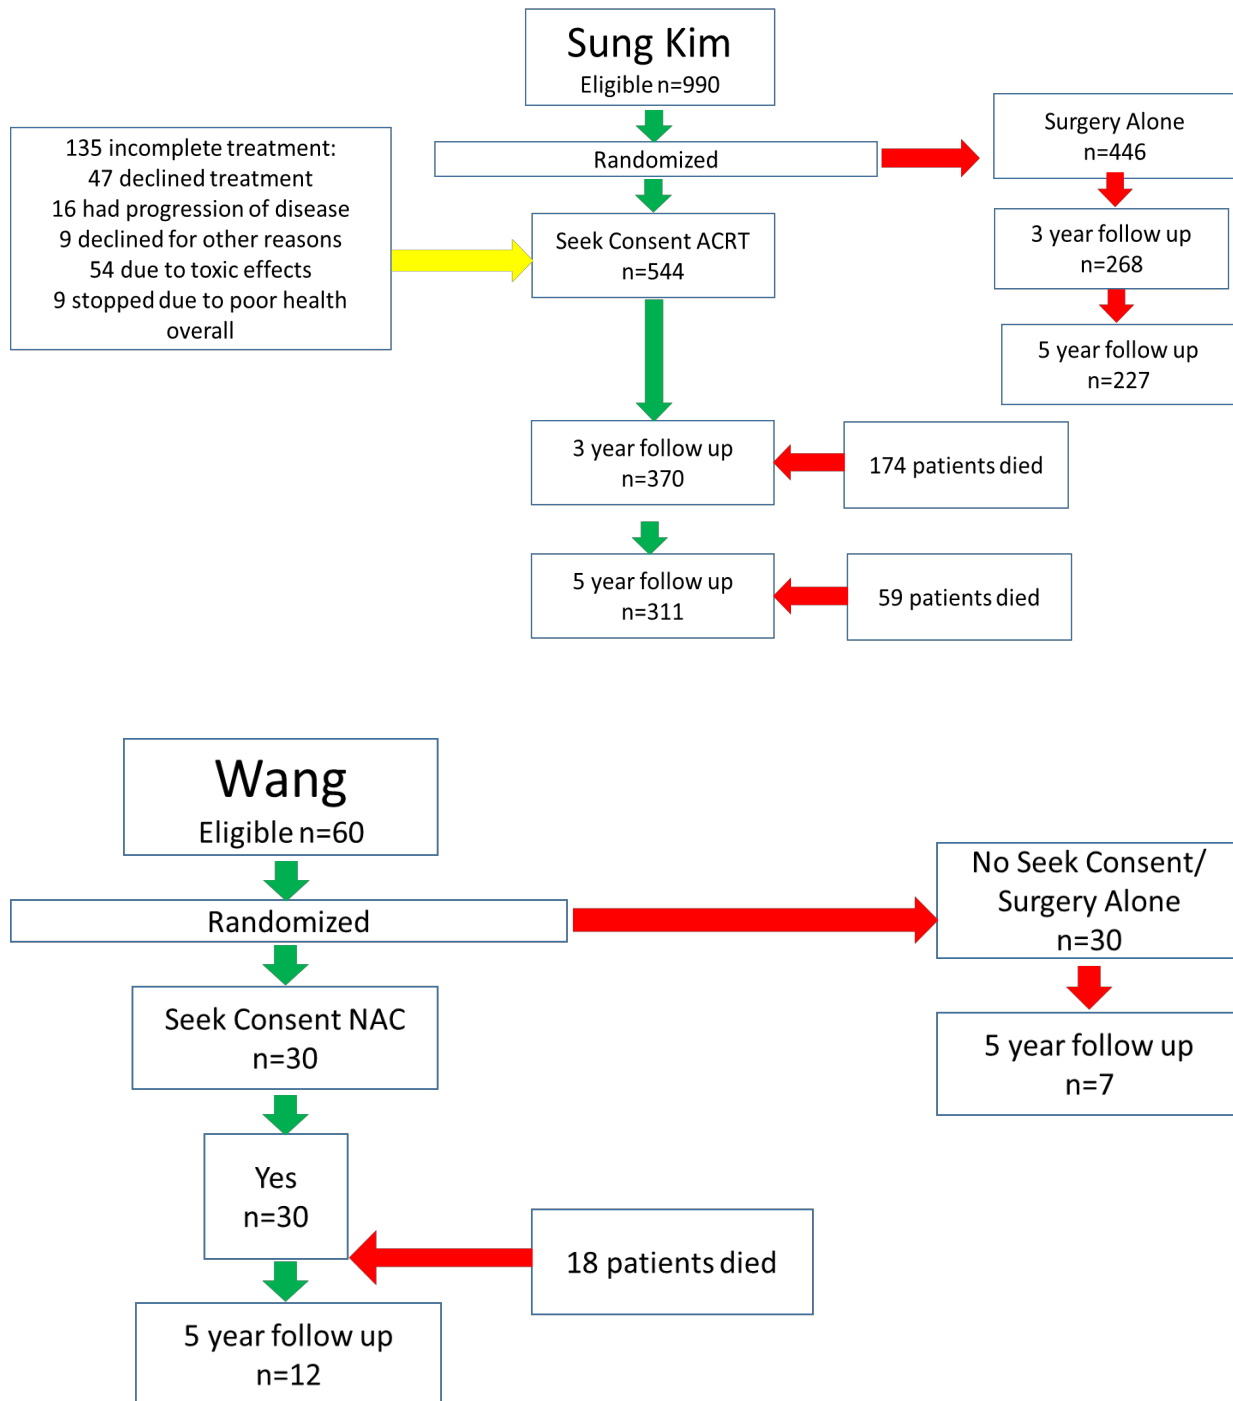 Sung Kim
Eligible n=990
Randomized
Surgery Alone
n=446
3 year follow up
n=268
5 year follow up
n=227
135 incomplete treatment:
47 declined treatment
16 had progression of disease
9 declined for other reasons
54 due to toxic effects
9 stopped due to poor health
overall
Seek Consent ACRT
n=544
3 year follow up
n=370
174 patients died
5 year follow up
n=311
59 patients died
Wang
Eligible n=60
Randomized
No Seek Consent/
Surgery Alone
n=30
5 year follow up
n=7
Seek Consent NAC
n=30
Yes
n=30
18 patients died
5 year follow up
n=12